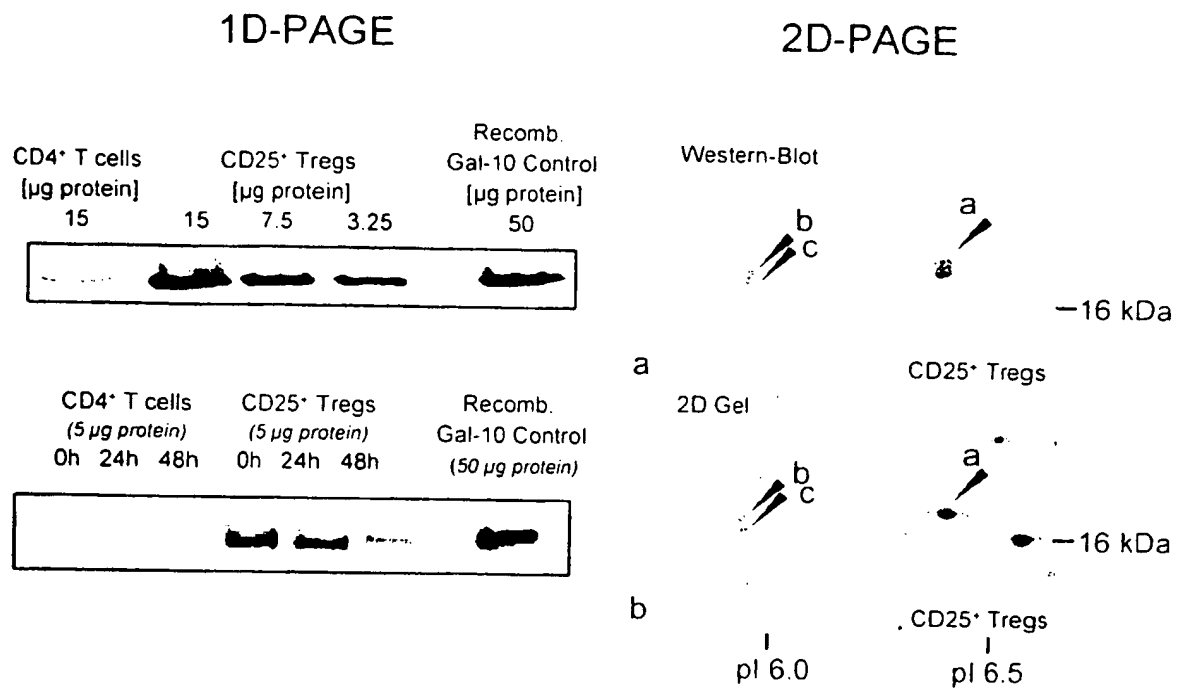 1D-PAGE
CD4⁺ T cells
[µg protein]
15
CD25⁺ Tregs
[µg protein]
15 7.5 3.25
Recomb.
Gal-10 Control
[µg protein]
50
CD4⁺ T cells
(5 µg protein)
0h 24h 48h
CD25⁺ Tregs
(5 µg protein)
0h 24h 48h
Recomb.
Gal-10 Control
(50 µg protein)
2D-PAGE
Western-Blot
b
c
a
16 kDa
a
CD25⁺ Tregs
2D Gel
b
c
a
16 kDa
b
CD25⁺ Tregs
pI 6.0
pI 6.5